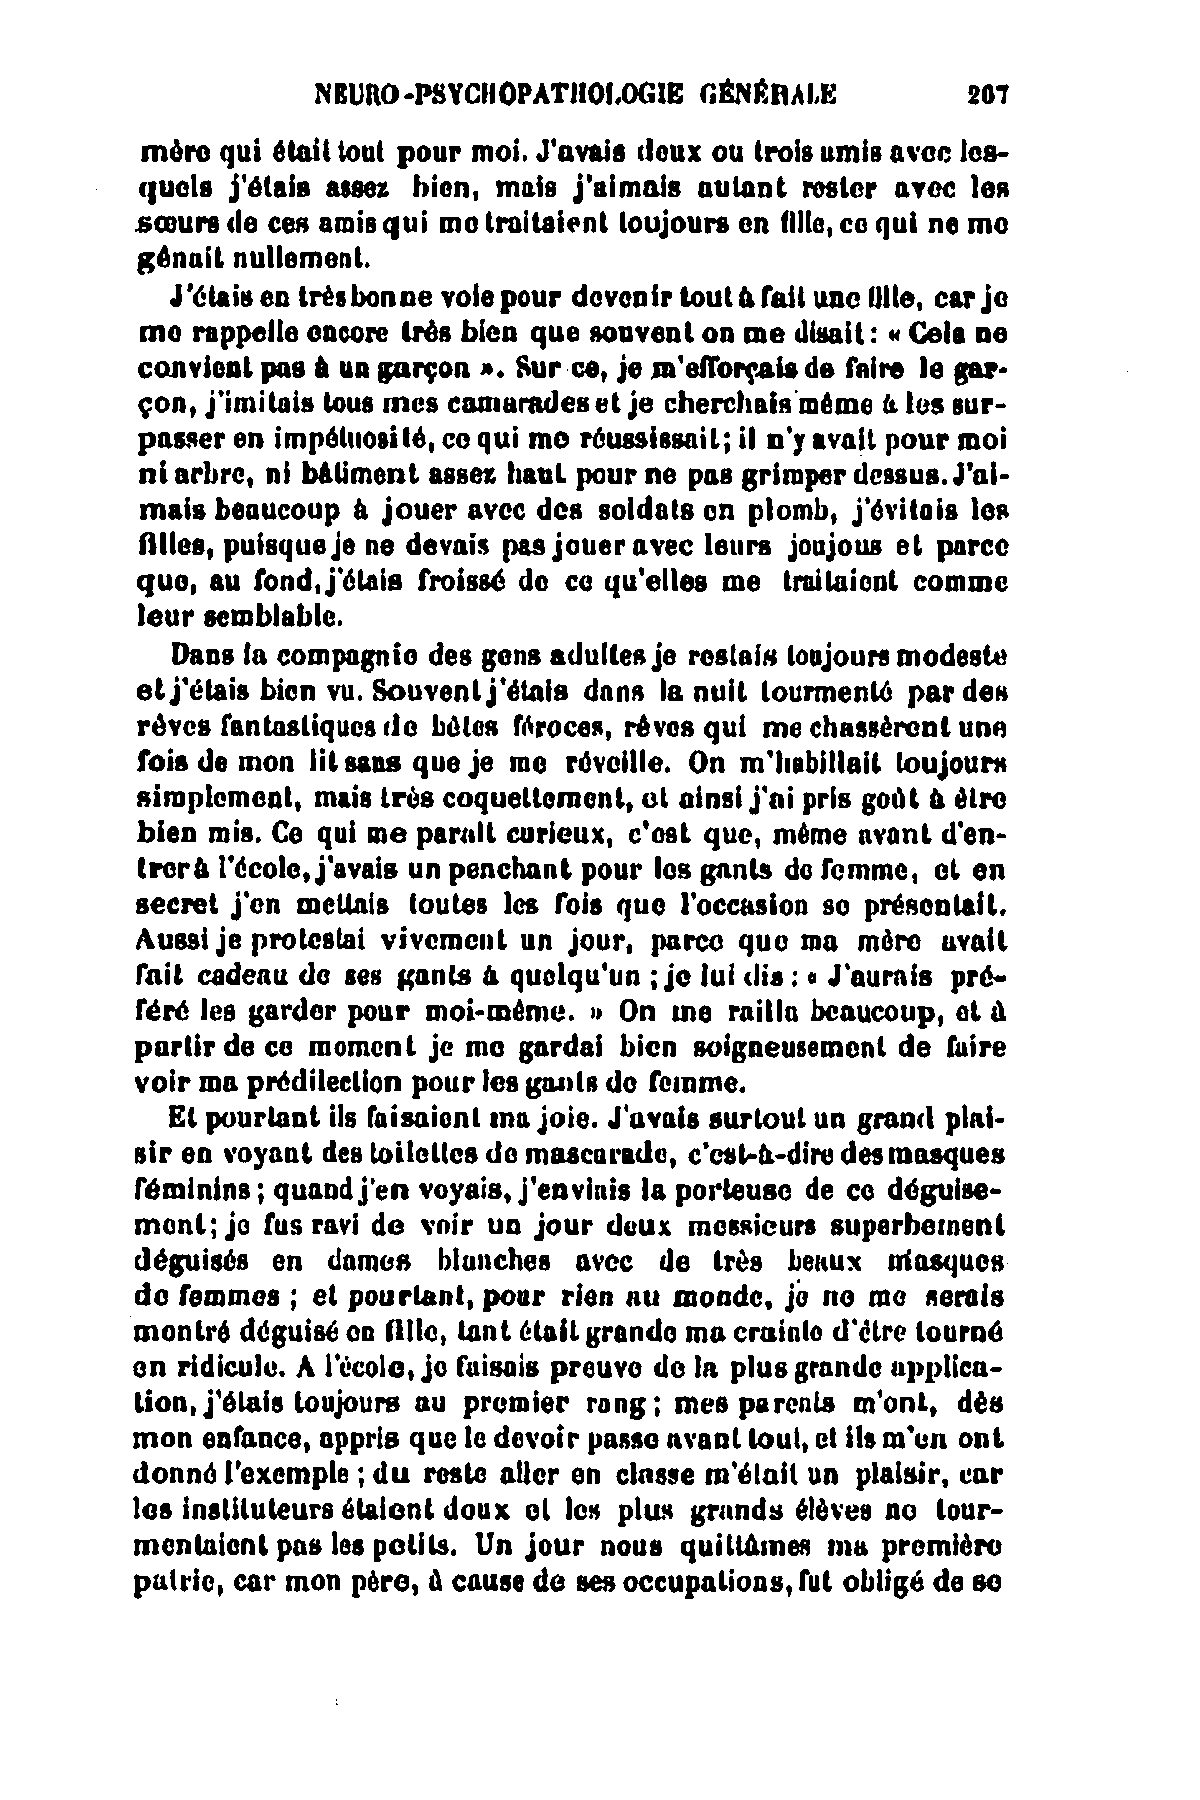 NEURO-PSYCHOPATHOLOGIE GÉNÉRALE 207
mère qui était tout pour moi. J'avais deux ou trois amis avec les-
quels j'étais assez bien, mais j'aimais autant rester avec les
sœurs de ces amis qui me traitaient toujours en fille, ce qui ne me
gênait nullement.
J'étais en très bonne voie pour devenir tout à fait une fille, car je
me rappelle encore très bien que souvent on me disait : « Cela ne
convient pas à un garçon ». Sur ce, je m'efforçais de faire le gar-
çon, j'imitais tous mes camarades et je cherchais même à les sur-
passer en impétuosité, ce qui me réussissait; il n'y avait pour moi
ni arbre, ni bâtiment assez haut pour ne pas grimper dessus. J'ai-
mais beaucoup à jouer avec des soldats en plomb, j'évitais les
filles, puisque je ne devais pas jouer avec leurs joujous et parce
que, au fond, j'étais froissé de ce qu'elles me traitaient comme
leur semblable.
Dans la compagnie des gens adultes je restais toujours modeste
et j'étais bien vu. Souvent j'étais dans la nuit tourmenté par des
rêves fantastiques de bêtes féroces, rêves qui me chassèrent une
fois de mon lit sans que je me réveille. On m'habillait toujours
simplement, mais très coquettement, et ainsi j'ai pris goût à être
bien mis. Ce qui me paraît curieux, c'est que, même avant d'en-
trer à l'école, j'avais un penchant pour les gants de femme, et en
secret j'en mettais toutes les fois que l'occasion se présentait.
Aussi je protestai vivement un jour, parce que ma mère avait
fait cadeau de ses gants à quelqu'un ; je lui dis : « J'aurais pré-
féré les garder pour moi-même. » On me railla beaucoup, et à
partir de ce moment je me gardai bien soigneusement de faire
voir ma prédilection pour les gants de femme.
Et pourtant ils faisaient ma joie. J'avais surtout un grand plai-
sir en voyant des toilettes de mascarade, c'est-à-dire des masques
féminins ; quand j'en voyais, j'enviais la porteuse de ce déguise-
ment; je fus ravi de voir un jour deux messieurs superbement
déguisés en dames blanches avec de très beaux masques
de femmes ; et pourtant, pour rien au monde, je ne me serais
montré déguisé en fille, tant était grande ma crainte d'être tourné
en ridicule. A l'école, je faisais preuve de la plus grande applica-
tion, j'étais toujours au premier rang ; mes parents m'ont, dès
mon enfance, appris que le devoir passe avant tout, et ils m'en ont
donné l'exemple ; du reste aller en classe m'était un plaisir, car
les instituteurs étaient doux et les plus grands élèves ne tour-
mentaient pas les petits. Un jour nous quittâmes ma première
patrie, car mon père, à cause de ses occupations, fut obligé de se